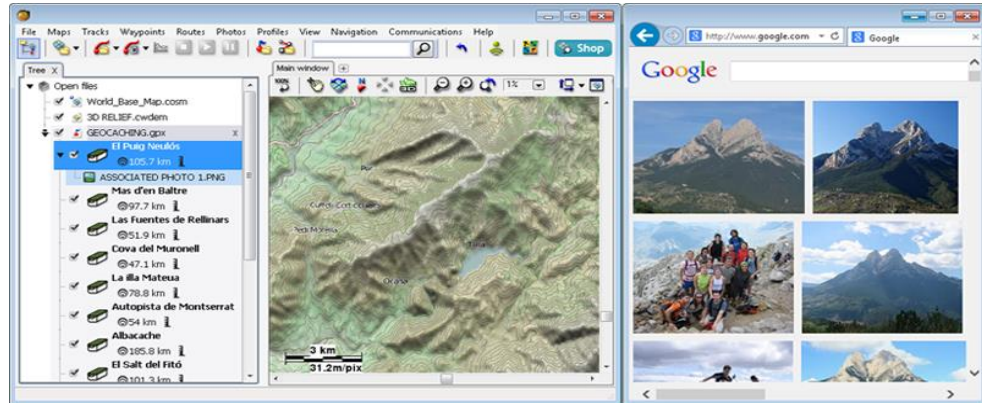 File Maps Tracks Waypoints Routes Photos Profiles View Navigation Communications Help
Shop
Tree X
Main window
100%
1%
Open files
World_Base_Map.cosm
3D RELIEF.cwdem
GEOCACHING.gpx x
El Puig Neulós
105.7 km
ASSOCIATED PHOTO 1.PNG
Mas d'en Baltre
97.7 km
Las Fuentes de Rellinars
51.9 km
Cova del Muronell
47.1 km
La illa Mateua
78.8 km
Autopista de Montserrat
54 km
Albacache
185.8 km
El Salt del Fitó
101.3 km
3 km
31.2m/pix
http://www.google.com
Google
Google